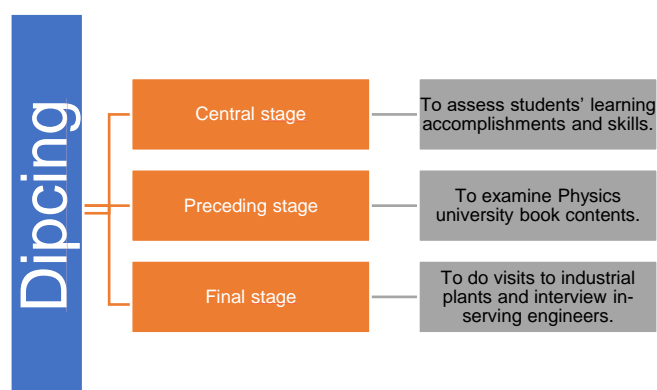 Dipcing
Central stage
To assess students’ learning
accomplishments and skills.
Preceding stage
To examine Physics
university book contents.
Final stage
To do visits to industrial
plants and interview in-
serving engineers.